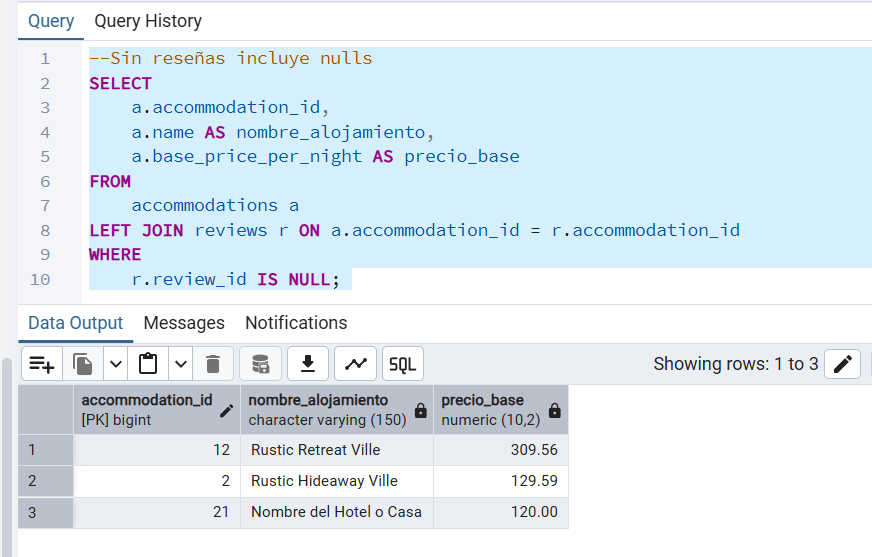 Query Query History
1 --Sin reseñas incluye nulls
2 SELECT
3 a.accommodation_id,
4 a.name AS nombre_alojamiento,
5 a.base_price_per_night AS precio_base
6 FROM
7 accommodations a
8 LEFT JOIN reviews r ON a.accommodation_id = r.accommodation_id
9 WHERE
10 r.review_id IS NULL;
Data Output Messages Notifications
SQL Showing rows: 1 to 3
accommodation_id nombre_alojamiento precio_base
[PK] bigint character varying (150) numeric (10,2)
1 12 Rustic Retreat Ville 309.56
2 2 Rustic Hideaway Ville 129.59
3 21 Nombre del Hotel o Casa 120.00